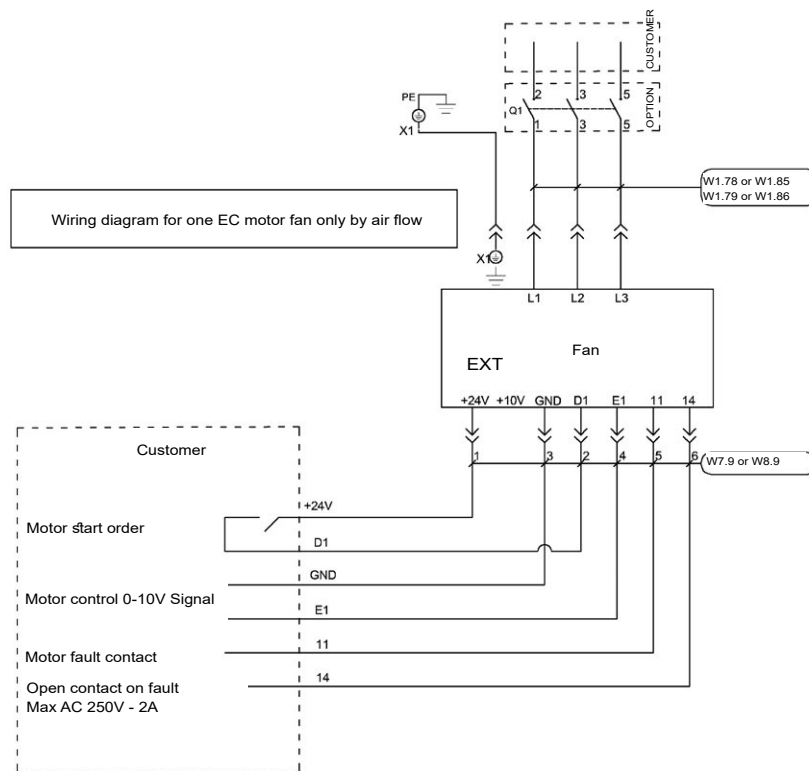 CUSTOMER
2 3 5
Q1
1 3 5
OPTION
PE
X1
W1.78 or W1.85
W1.79 or W1.86
Wiring diagram for one EC motor fan only by air flow
X1
L1 L2 L3
Fan
EXT
+24V +10V GND D1 E1 11 14
1 3 2 4 5 6
W7.9 or W8.9
Customer
+24V
Motor start order
D1
GND
Motor control 0-10V Signal
E1
11
Motor fault contact
14
Open contact on fault
Max AC 250V - 2A